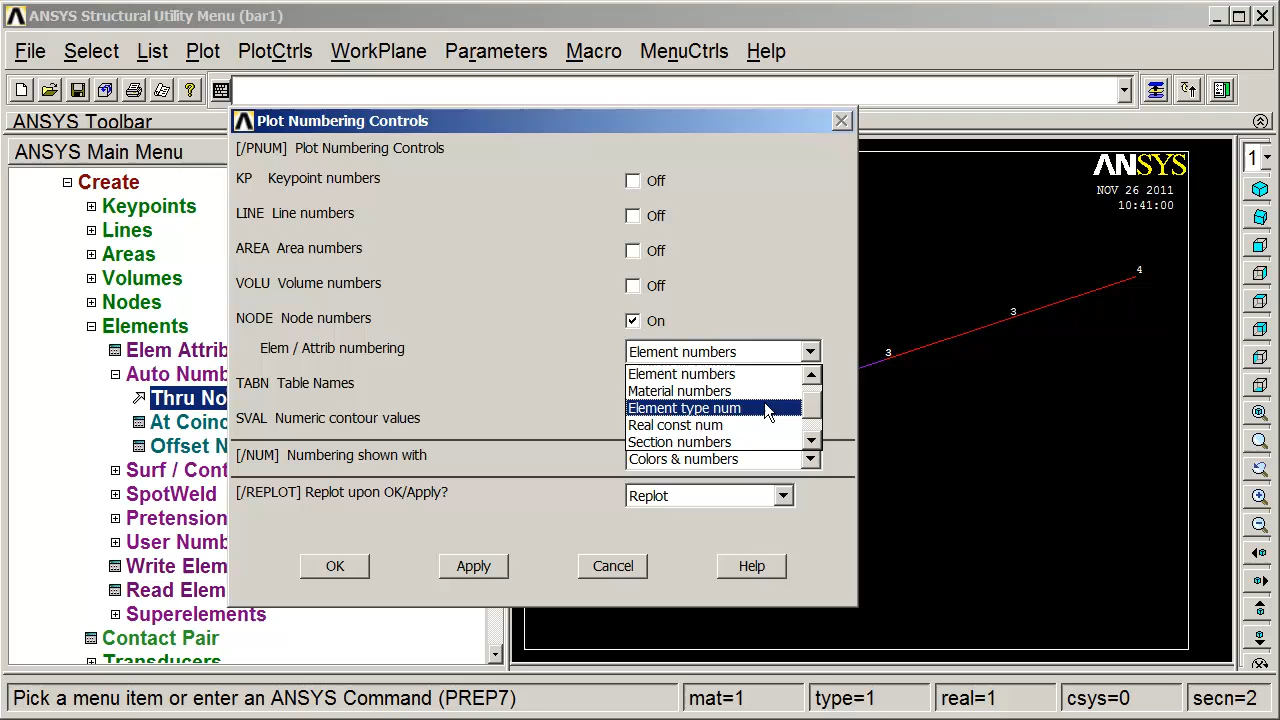 ANSYS Structural Utility Menu (bar1)
File Select List Plot PlotCtrls WorkPlane Parameters Macro MenuCtrls Help
ANSYS Toolbar
ANSYS Main Menu
Create
Keypoints
Lines
Areas
Volumes
Nodes
Elements
Elem Attrib
Auto Numb
Thru No
At Coinc
Offset N
Surf / Cont
SpotWeld
Pretension
User Numb
Write Elem
Read Elem
Superelements
Contact Pair
Transducers
Plot Numbering Controls
[/PNUM] Plot Numbering Controls
KP Keypoint numbers Off
LINE Line numbers Off
AREA Area numbers Off
VOLU Volume numbers Off
NODE Node numbers On
Elem / Attrib numbering Element numbers
Element numbers
Material numbers
Element type num
Real const num
Section numbers
TABN Table Names
SVAL Numeric contour values
[/NUM] Numbering shown with Colors & numbers
[/REPLOT] Replot upon OK/Apply? Replot
OK Apply Cancel Help
ANSYS
NOV 26 2011
10:41:00
4
3
3
1
Pick a menu item or enter an ANSYS Command (PREP7) mat=1 type=1 real=1 csys=0 secn=2